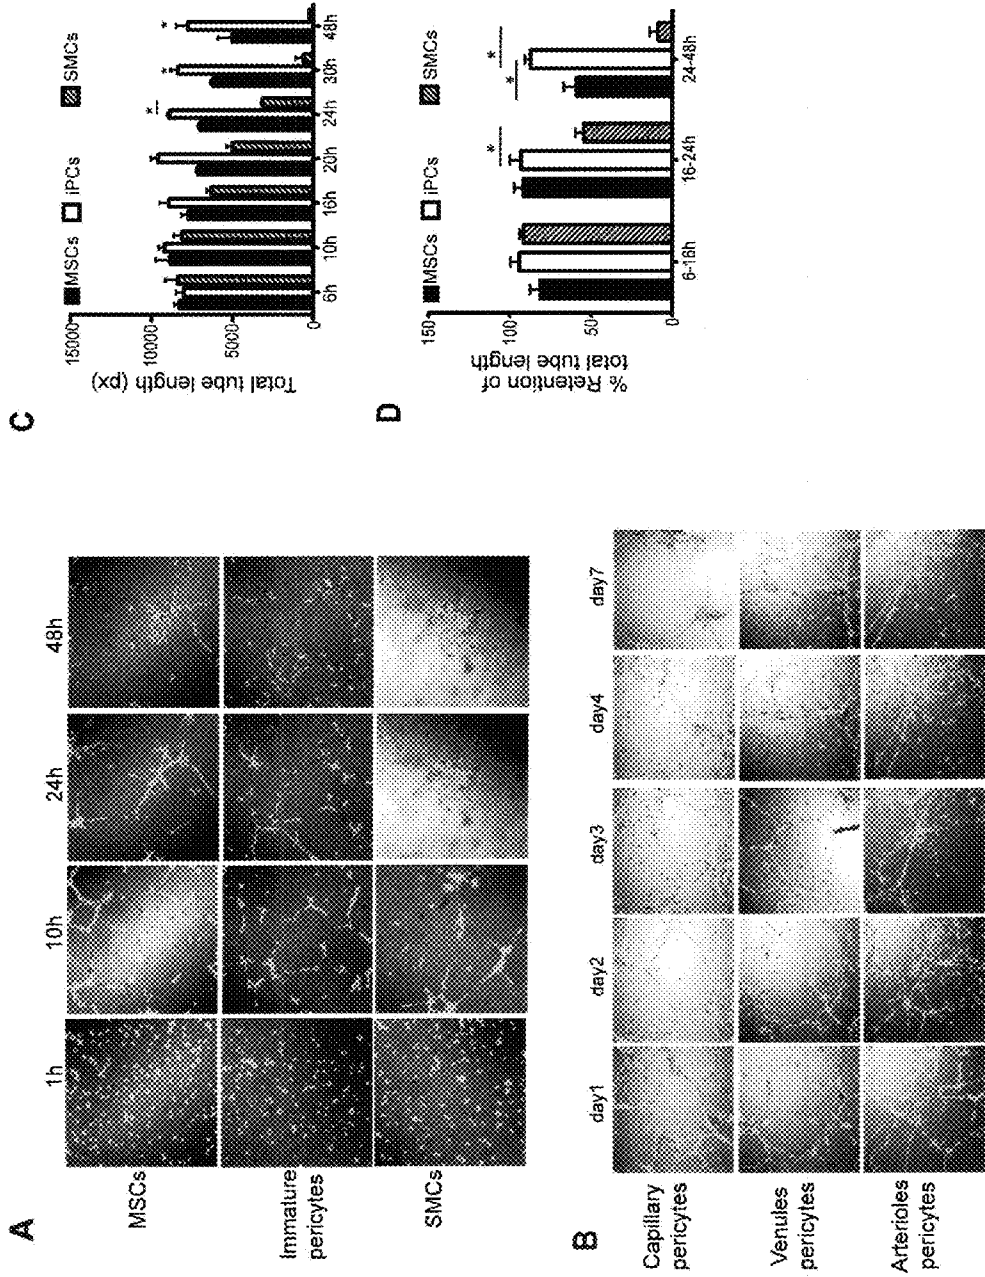 A
1h 10h 24h 48h
MSCs
Immature
pericytes
SMCs
B
day1 day2 day3 day4 day7
Capillary
pericytes
Venules
pericytes
Arterioles
pericytes
C
MSCs iPCs SMCs
Total tube length (px)
15000
10000
5000
0
* * * *
6h 10h 16h 20h 24h 30h 48h
D
MSCs iPCs SMCs
% Retention of
total tube length
150
100
50
0
* * *
6-16h 16-24h 24-48h